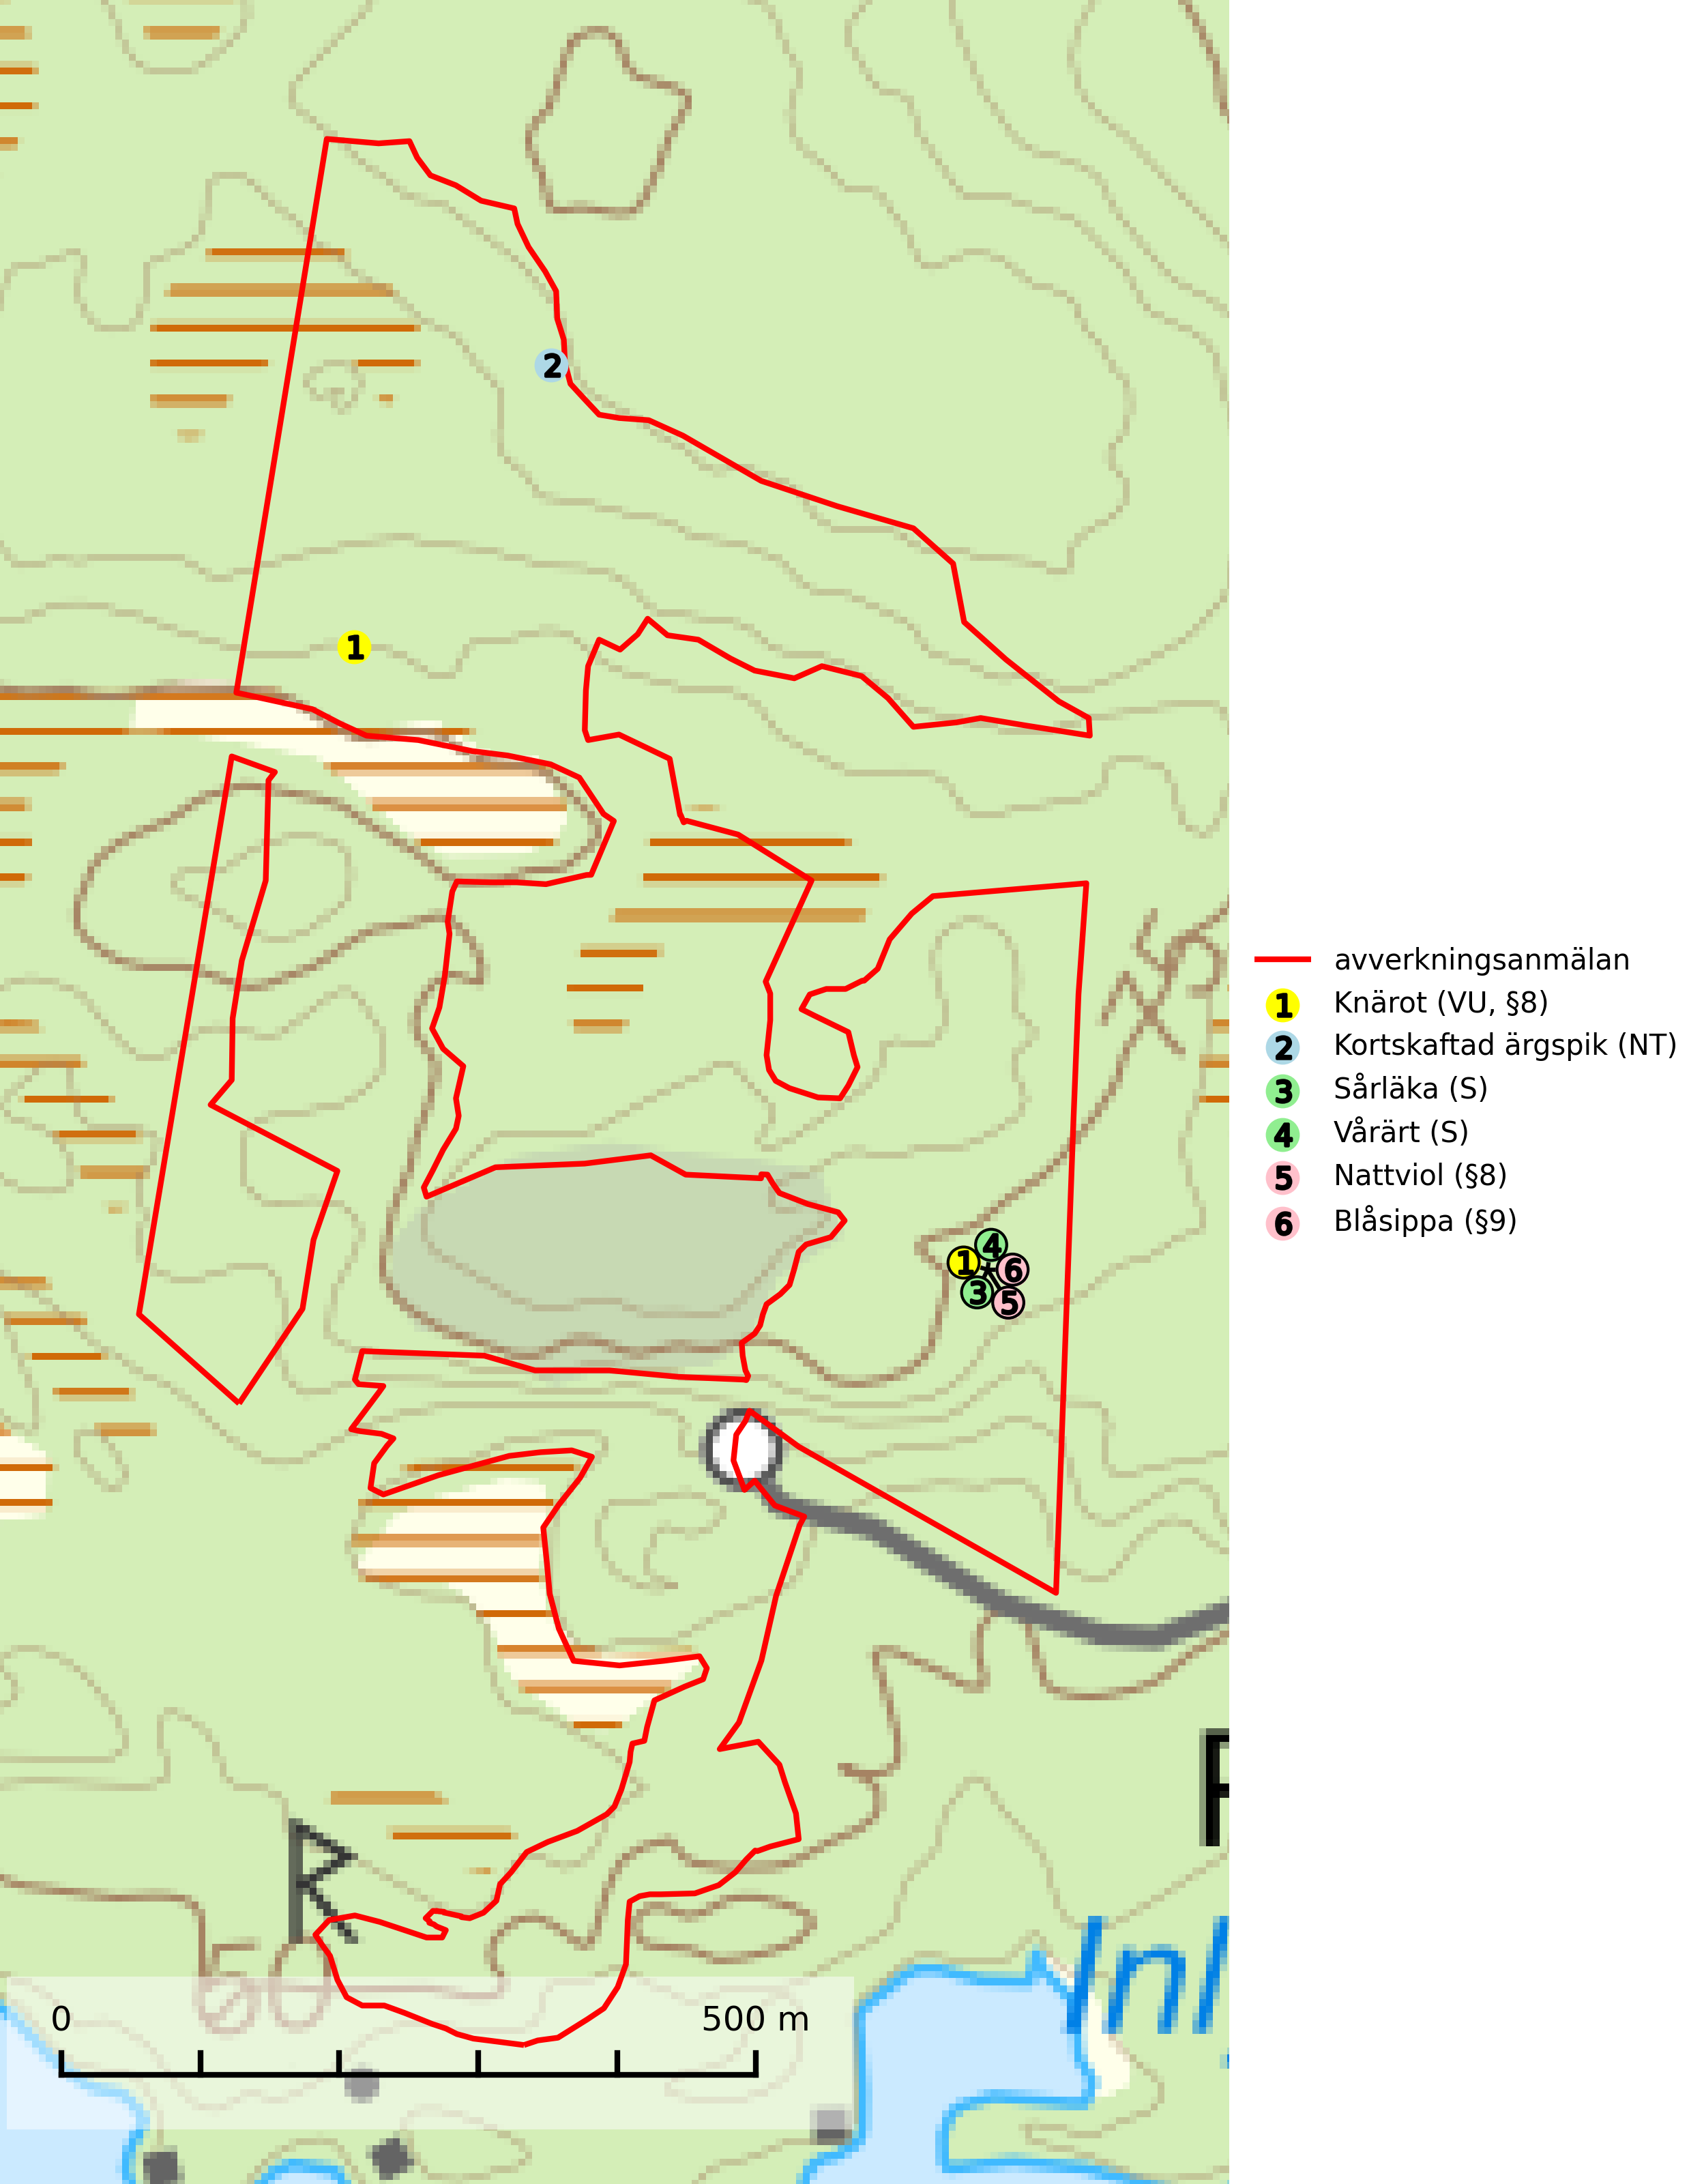 2
1
4
1
6
3
5
R
F
50
Inl
0
500 m
avverkningsanmälan
1 Knärot (VU, §8)
2 Kortskaftad ärgspik (NT)
3 Sårläka (S)
4 Vårärt (S)
5 Nattviol (§8)
6 Blåsippa (§9)